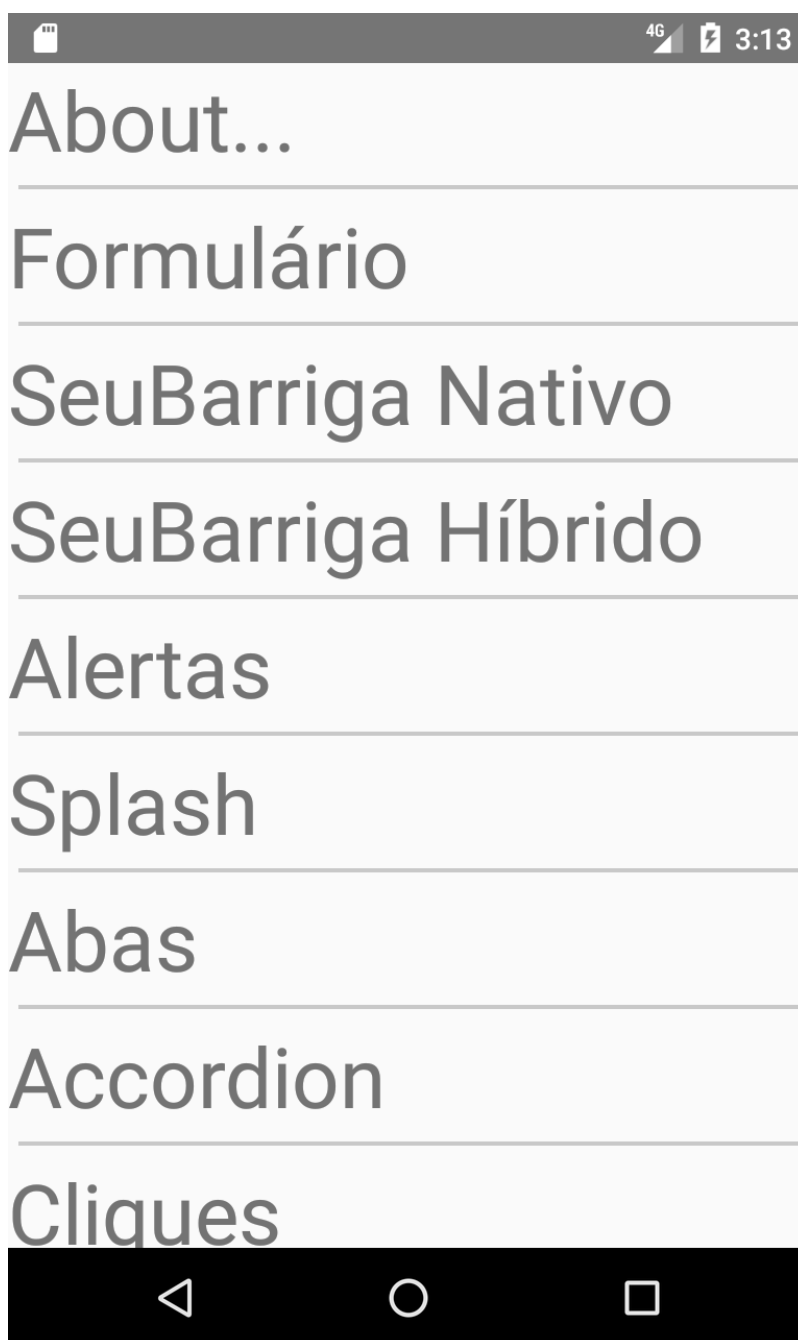 4G 3:13
About...
Formulário
SeuBarriga Nativo
SeuBarriga Híbrido
Alertas
Splash
Abas
Accordion
Cliques